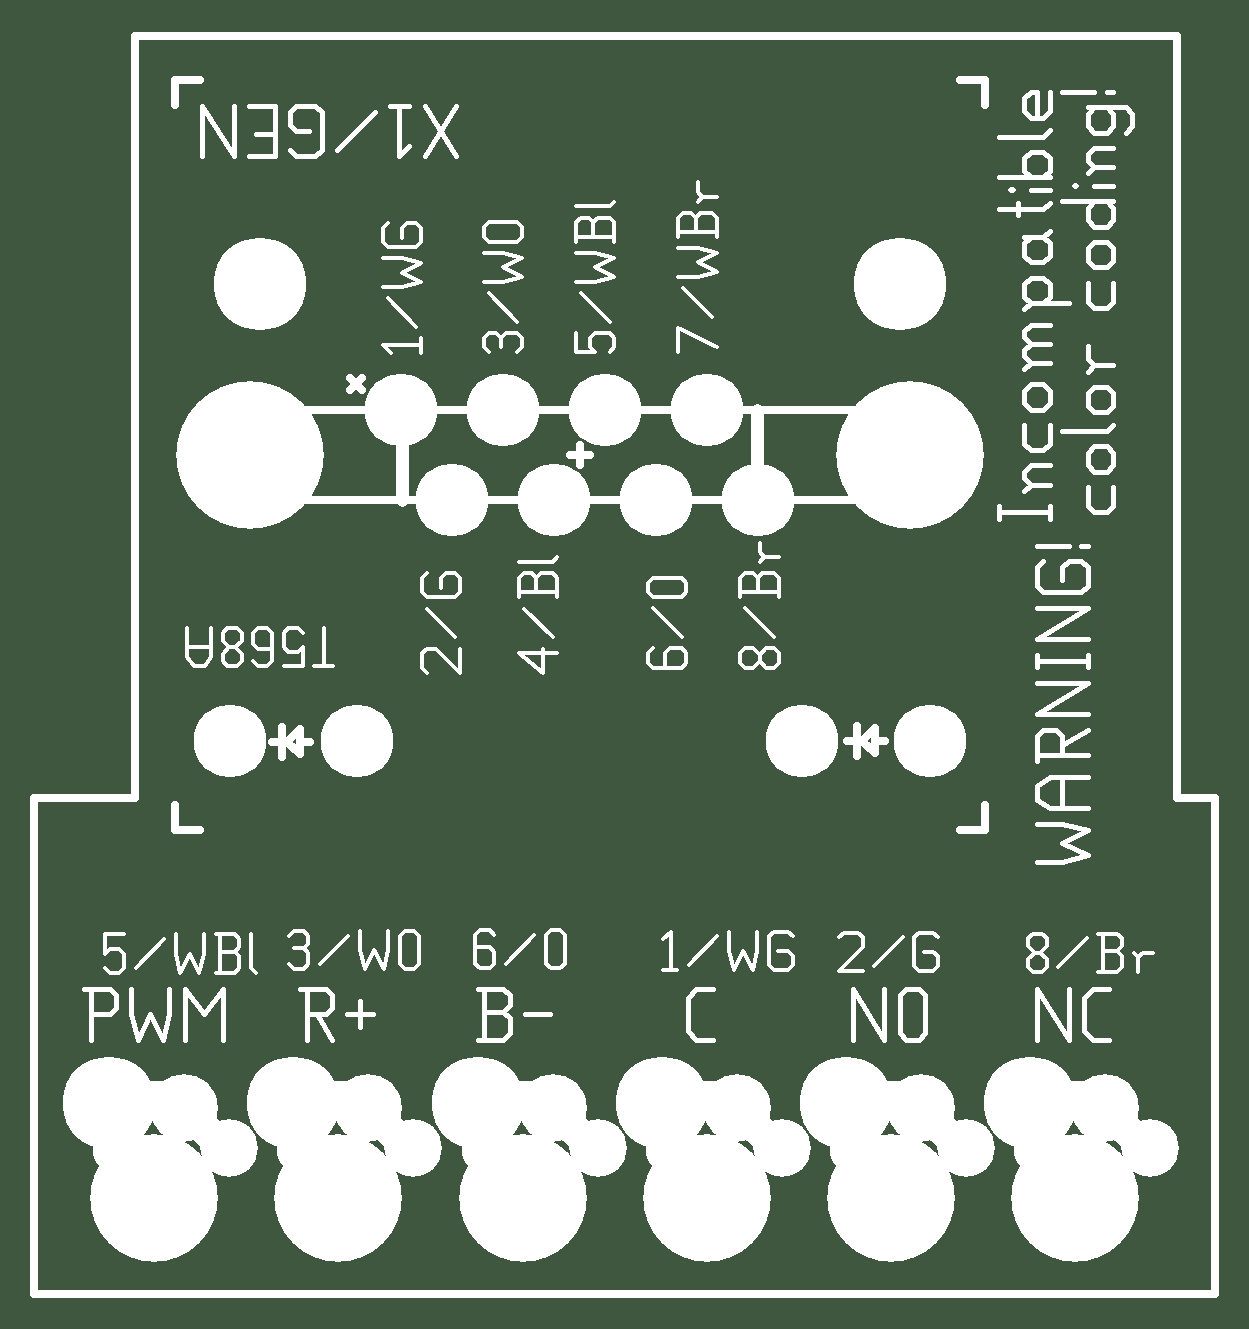 X1/GEN
1/WG
3/WO
5/WBl
7/WBr
2/G
4/Bl
6/O
8/Br
T568A
WARNING!
Incompatible
color coding!
5/WBl 3/WO 6/O 1/WG 2/G 8/Br
PWM R+ B- C NO NC